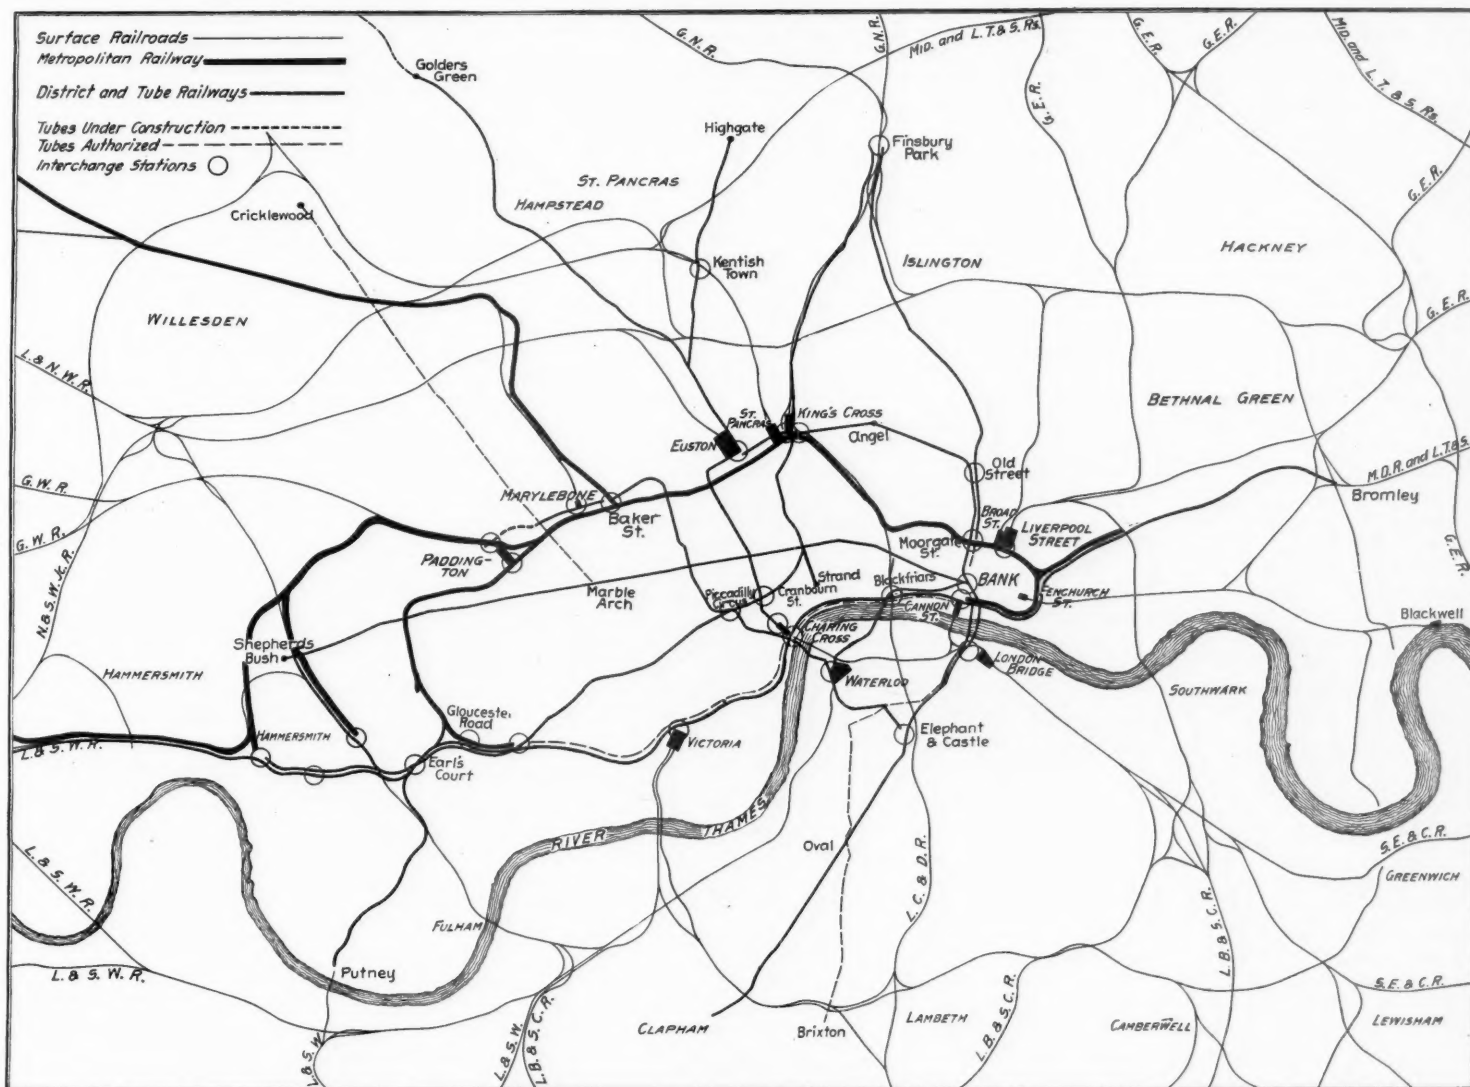 Surface Railroads
Metropolitan Railway
District and Tube Railways
Tubes Under Construction
Tubes Authorized
Interchange Stations
G.N.R.
G.N.R.
MID. and L.T.&S.Rs.
G.E.R.
G.E.R.
G.E.R.
MID. and L.T.&S.Rs.
Golders
Green
Highgate
Finsbury
Park
ST. PANCRAS
HAMPSTEAD
Cricklewood
G.E.R.
HACKNEY
ISLINGTON
Kentish
Town
WILLESDEN
G.E.R.
L.&N.W.R.
BETHNAL GREEN
G.E.R.
ST.
PANCRAS
KING'S CROSS
EUSTON
Angel
Old
Street
M.D.R. and L.T.&S.
Bromley
G.W.R.
MARYLEBONE
Baker
St.
BROAD
ST.
LIVERPOOL
STREET
Moorgate
St.
G.W.R.
PADDING-
TON
N.&S.W.Jc.R.
BANK
Strand
Blackfriars
FENCHURCH
ST.
Marble
Arch
Piccadilly
Circus
Cranbourn
St.
CANNON
ST.
Blackwell
CHARING
CROSS
Shepherds
Bush
HAMMERSMITH
LONDON
BRIDGE
WATERLOO
SOUTHWARK
Glouceste.
Road
HAMMERSMITH
VICTORIA
Elephant
& Castle
L.&S.W.R.
Earl's
Court
RIVER THAMES
Oval
L.C.&D.R.
S.E.&C.R.
GREENWICH
L.&S.W.R.
FULHAM
L.B.&S.C.R.
L.&S.W.R.
Putney
S.E.&C.R.
CLAPHAM
Brixton
LAMBETH
CAMBERWELL
LEWISHAM
L.&S.W.
L.&S.W.
L.B.&S.C.R.
L.B.&S.C.R.